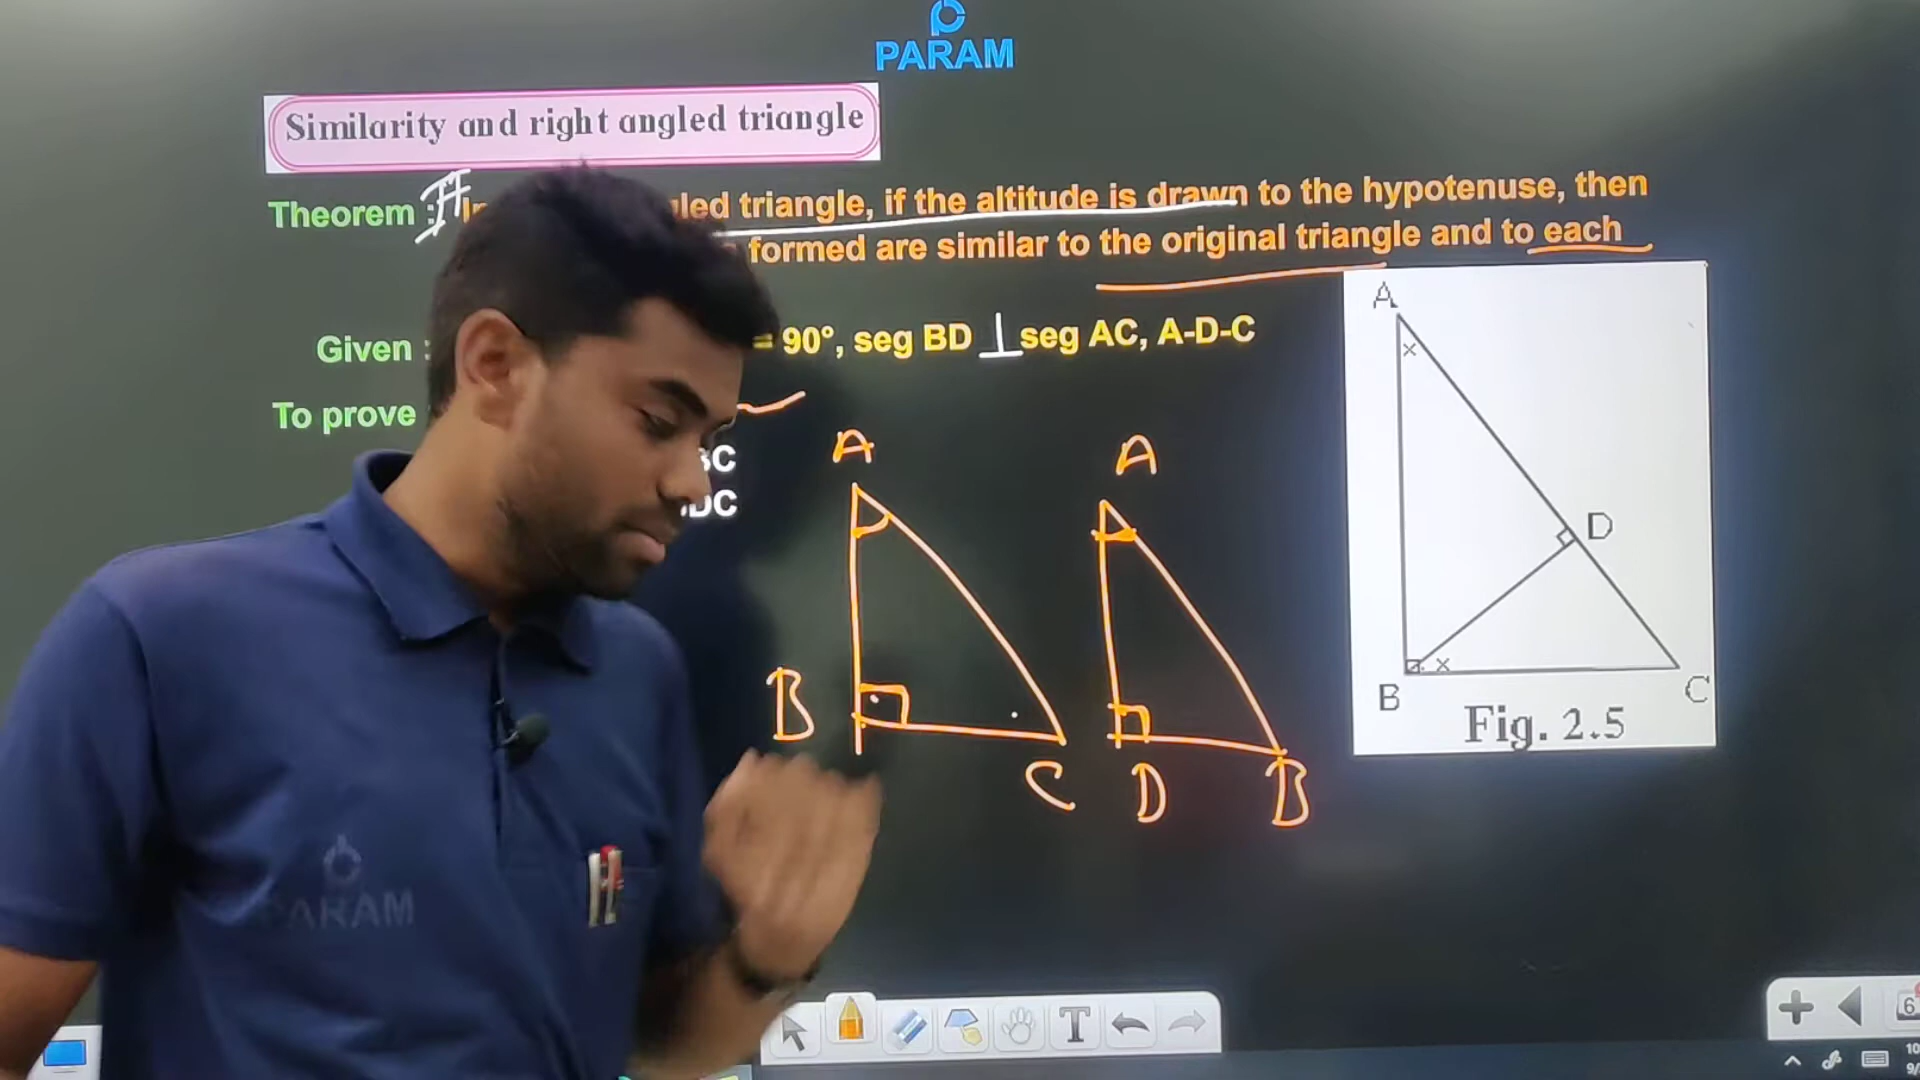 PARAM
Similarity and right angled triangle
Theorem : triangle, if the altitude is drawn to the hypotenuse, then
formed are similar to the original triangle and to each
Given : = 90°, seg BD ⊥ seg AC, A-D-C
To prove
A
A
B
C
D
B
A
×
D
B
×
C
Fig. 2.5
PARAM
T